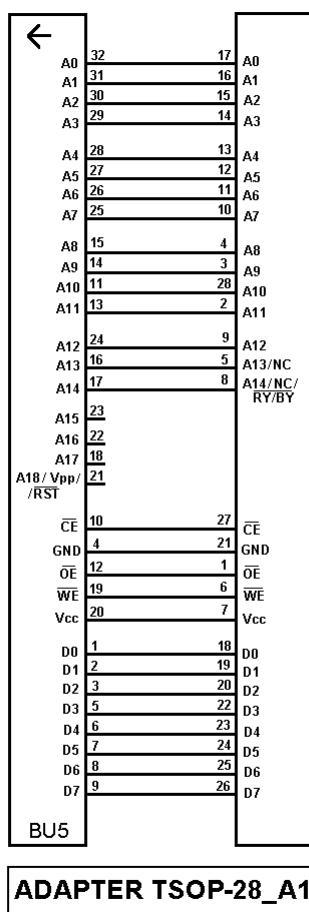 ←
A0 32 17 A0
A1 31 16 A1
A2 30 15 A2
A3 29 14 A3
A4 28 13 A4
A5 27 12 A5
A6 26 11 A6
A7 25 10 A7
A8 15 4 A8
A9 14 3 A9
A10 11 28 A10
A11 13 2 A11
A12 24 9 A12
A13 16 5 A13/NC
A14 17 8 A14/NC/
RY/BY
A15 23
A16 22
A17 18
A18/ Vpp/ 21
/RST
CE 10 27 CE
GND 4 21 GND
OE 12 1 OE
WE 19 6 WE
Vcc 20 7 Vcc
D0 1 18 D0
D1 2 19 D1
D2 3 20 D2
D3 5 22 D3
D4 6 23 D4
D5 7 24 D5
D6 8 25 D6
D7 9 26 D7
BU5
ADAPTER TSOP-28_A1